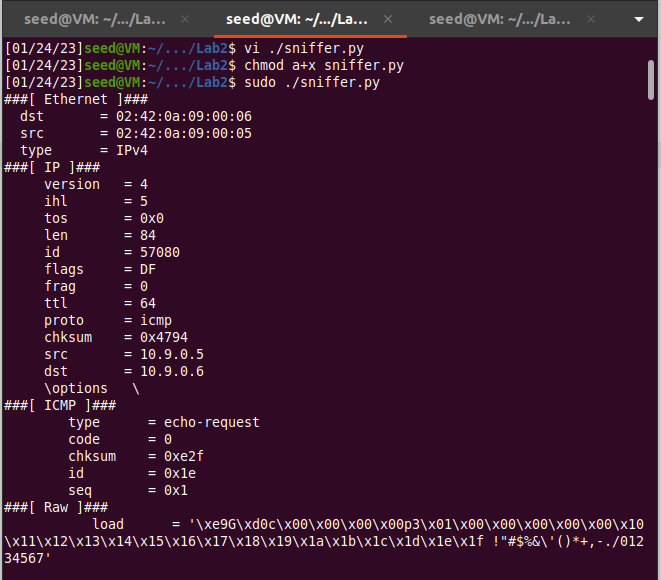 seed@VM: ~/.../La... × seed@VM: ~/.../La... × seed@VM: ~/.../La... ×
[01/24/23]seed@VM:~/.../Lab2$ vi ./sniffer.py
[01/24/23]seed@VM:~/.../Lab2$ chmod a+x sniffer.py
[01/24/23]seed@VM:~/.../Lab2$ sudo ./sniffer.py
###[ Ethernet ]###
  dst       = 02:42:0a:09:00:06
  src       = 02:42:0a:09:00:05
  type      = IPv4
###[ IP ]###
     version   = 4
     ihl       = 5
     tos       = 0x0
     len       = 84
     id        = 57080
     flags     = DF
     frag      = 0
     ttl       = 64
     proto     = icmp
     chksum    = 0x4794
     src       = 10.9.0.5
     dst       = 10.9.0.6
     \options   \
###[ ICMP ]###
        type      = echo-request
        code      = 0
        chksum    = 0xe2f
        id        = 0x1e
        seq       = 0x1
###[ Raw ]###
           load      = '\xe9G\xd0c\x00\x00\x00\x00p3\x01\x00\x00\x00\x00\x00\x10
\x11\x12\x13\x14\x15\x16\x17\x18\x19\x1a\x1b\x1c\x1d\x1e\x1f !"#$%&\'()*+,-./012
34567'